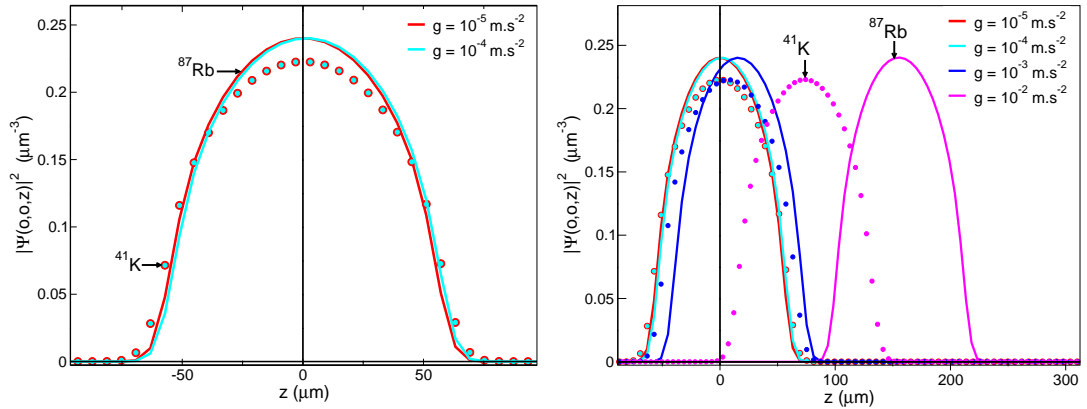 g = 10⁻⁵ m.s⁻²
g = 10⁻⁴ m.s⁻²
⁸⁷Rb
⁴¹K
0.25
0.2
0.15
0.1
0.05
0
-50
0
50
z (μm)
|Ψ(o,o,z)|² (μm⁻³)
g = 10⁻⁵ m.s⁻²
g = 10⁻⁴ m.s⁻²
g = 10⁻³ m.s⁻²
g = 10⁻² m.s⁻²
⁸⁷Rb
⁴¹K
0.25
0.2
0.15
0.1
0.05
0
0
100
200
300
z (μm)
|Ψ(o,o,z)|² (μm⁻³)